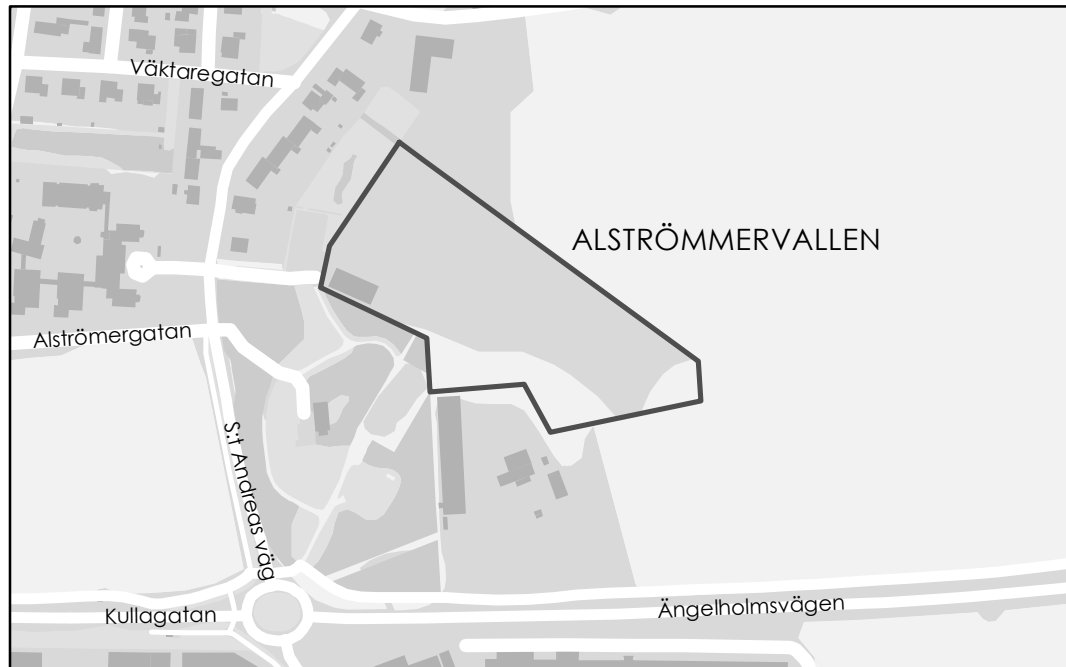 Väktaregatan
ALSTRÖMMERVALLEN
Alströmergatan
S:t Andreas väg
Kullagatan
Ängelholmsvägen